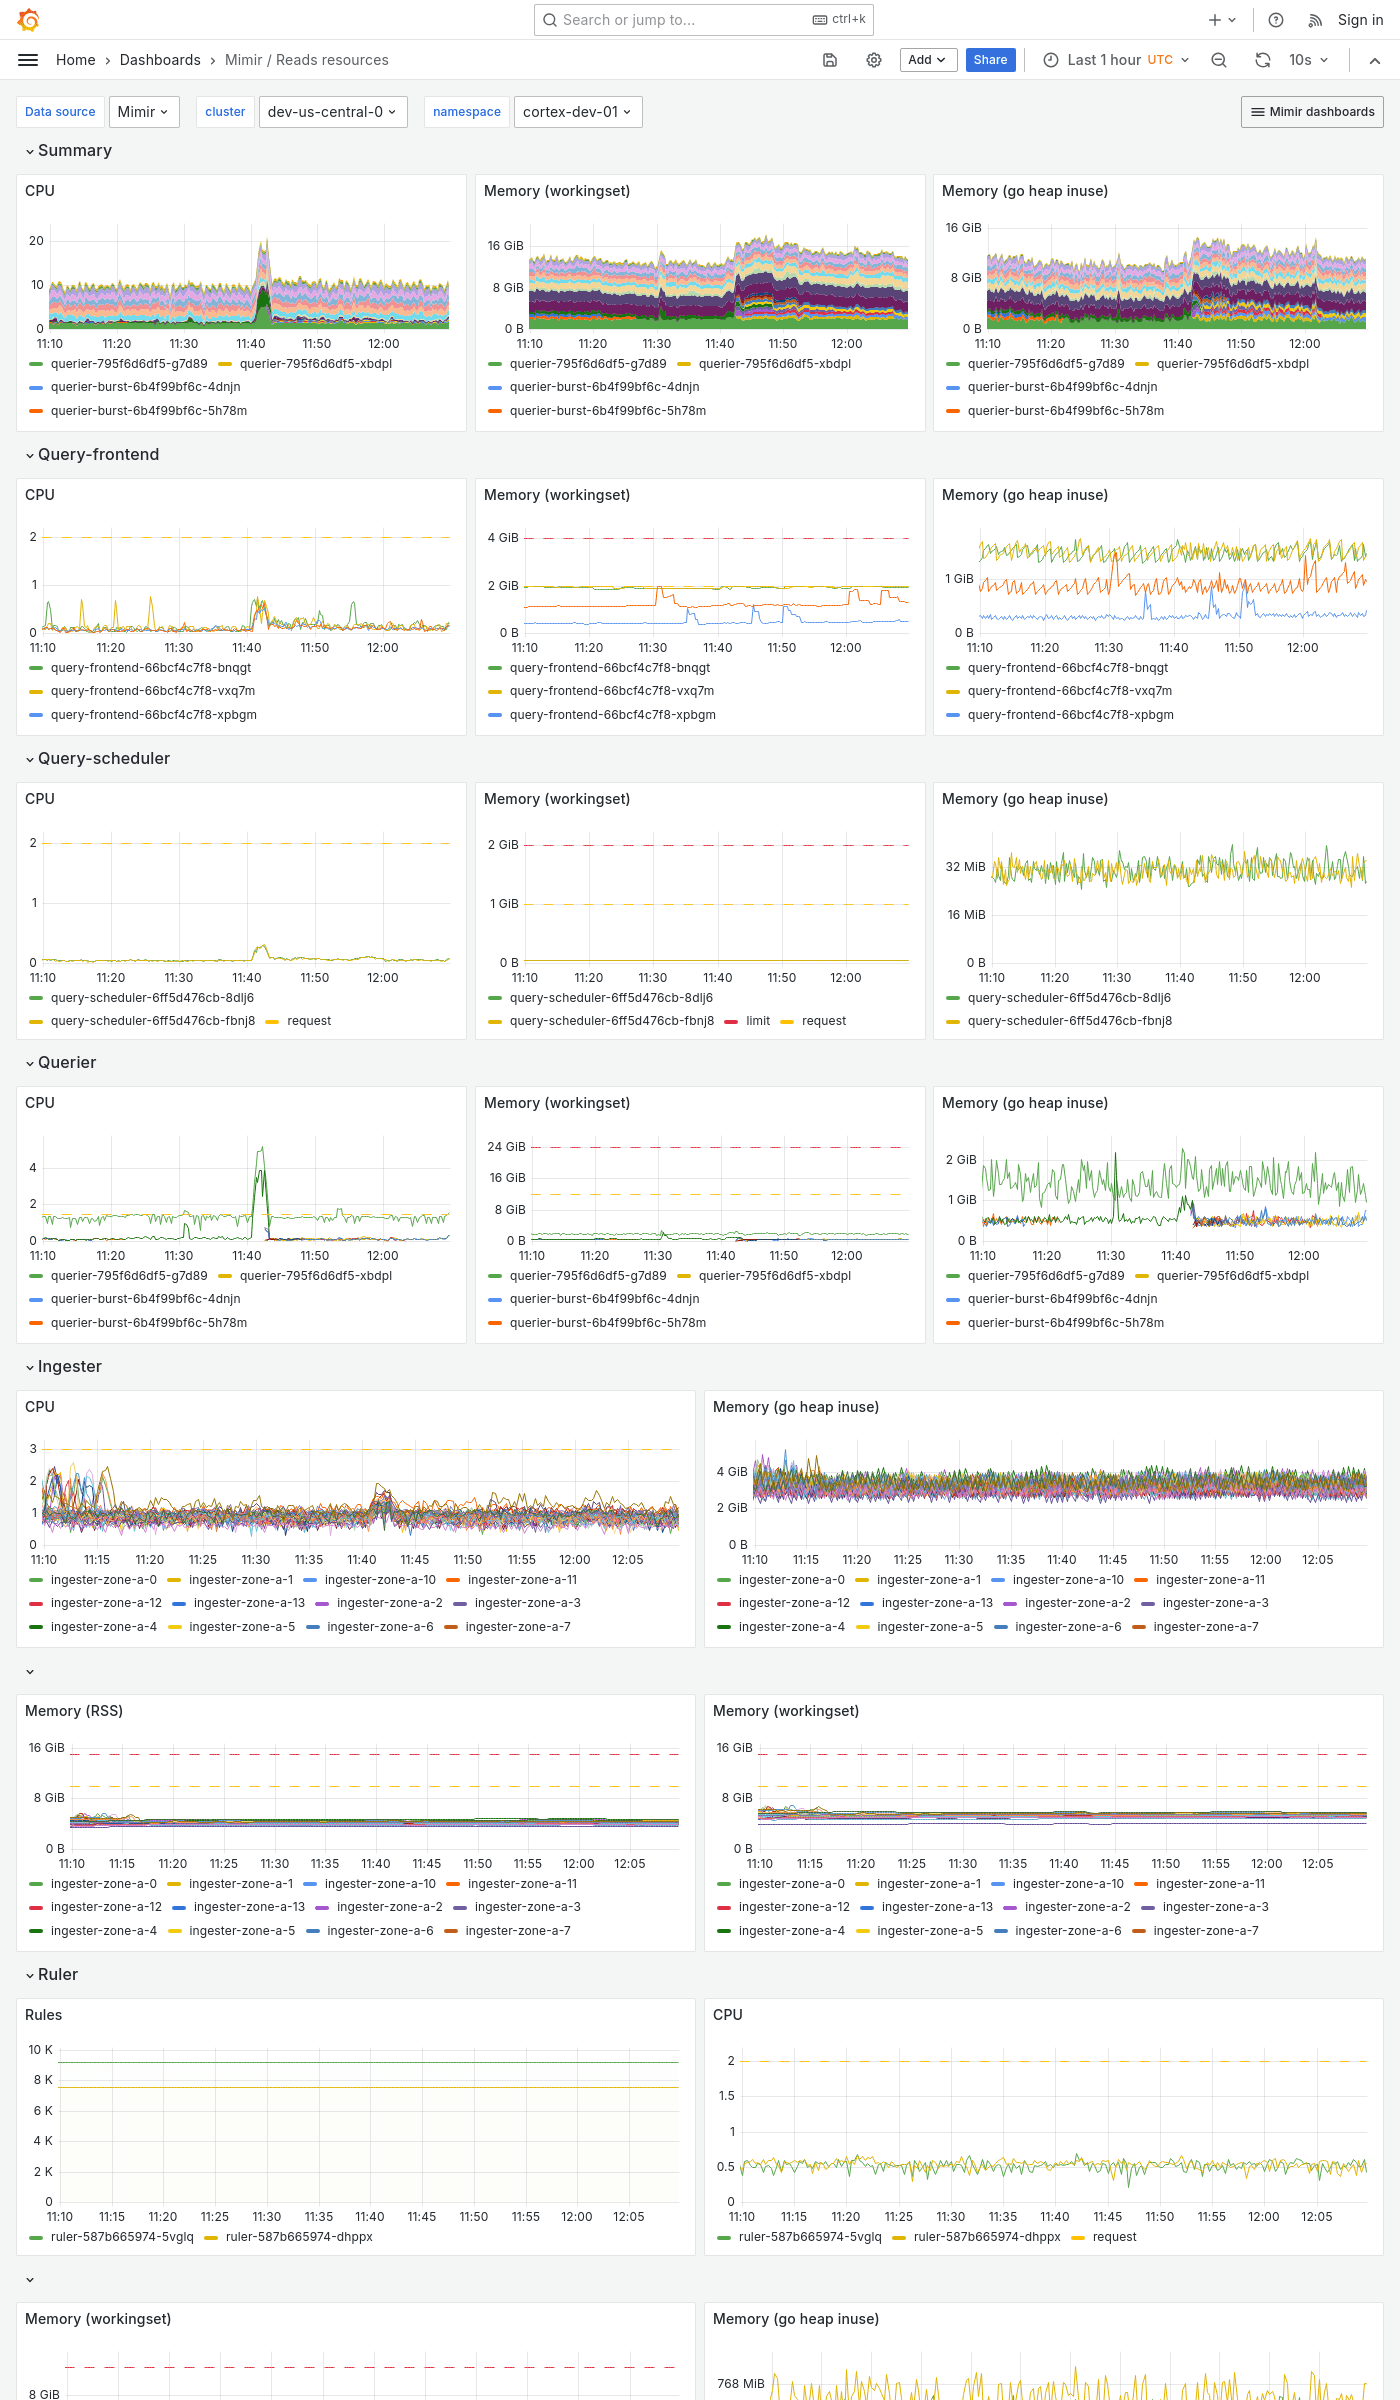 Search or jump to...
ctrl+k
Sign in
Home › Dashboards › Mimir / Reads resources
Add
Share
Last 1 hour UTC
10s
Data source Mimir
cluster dev-us-central-0
namespace cortex-dev-01
Mimir dashboards
Summary
CPU
20
10
0
11:10 11:20 11:30 11:40 11:50 12:00
querier-795f6d6df5-g7d89 querier-795f6d6df5-xbdpl
querier-burst-6b4f99bf6c-4dnjn
querier-burst-6b4f99bf6c-5h78m
Memory (workingset)
16 GiB
8 GiB
0 B
11:10 11:20 11:30 11:40 11:50 12:00
querier-795f6d6df5-g7d89 querier-795f6d6df5-xbdpl
querier-burst-6b4f99bf6c-4dnjn
querier-burst-6b4f99bf6c-5h78m
Memory (go heap inuse)
16 GiB
8 GiB
0 B
11:10 11:20 11:30 11:40 11:50 12:00
querier-795f6d6df5-g7d89 querier-795f6d6df5-xbdpl
querier-burst-6b4f99bf6c-4dnjn
querier-burst-6b4f99bf6c-5h78m
Query-frontend
CPU
2
1
0
11:10 11:20 11:30 11:40 11:50 12:00
query-frontend-66bcf4c7f8-bnqgt
query-frontend-66bcf4c7f8-vxq7m
query-frontend-66bcf4c7f8-xpbgm
Memory (workingset)
4 GiB
2 GiB
0 B
11:10 11:20 11:30 11:40 11:50 12:00
query-frontend-66bcf4c7f8-bnqgt
query-frontend-66bcf4c7f8-vxq7m
query-frontend-66bcf4c7f8-xpbgm
Memory (go heap inuse)
1 GiB
0 B
11:10 11:20 11:30 11:40 11:50 12:00
query-frontend-66bcf4c7f8-bnqgt
query-frontend-66bcf4c7f8-vxq7m
query-frontend-66bcf4c7f8-xpbgm
Query-scheduler
CPU
2
1
0
11:10 11:20 11:30 11:40 11:50 12:00
query-scheduler-6ff5d476cb-8dlj6
query-scheduler-6ff5d476cb-fbnj8 request
Memory (workingset)
2 GiB
1 GiB
0 B
11:10 11:20 11:30 11:40 11:50 12:00
query-scheduler-6ff5d476cb-8dlj6
query-scheduler-6ff5d476cb-fbnj8 limit request
Memory (go heap inuse)
32 MiB
16 MiB
0 B
11:10 11:20 11:30 11:40 11:50 12:00
query-scheduler-6ff5d476cb-8dlj6
query-scheduler-6ff5d476cb-fbnj8
Querier
CPU
4
2
0
11:10 11:20 11:30 11:40 11:50 12:00
querier-795f6d6df5-g7d89 querier-795f6d6df5-xbdpl
querier-burst-6b4f99bf6c-4dnjn
querier-burst-6b4f99bf6c-5h78m
Memory (workingset)
24 GiB
16 GiB
8 GiB
0 B
11:10 11:20 11:30 11:40 11:50 12:00
querier-795f6d6df5-g7d89 querier-795f6d6df5-xbdpl
querier-burst-6b4f99bf6c-4dnjn
querier-burst-6b4f99bf6c-5h78m
Memory (go heap inuse)
2 GiB
1 GiB
0 B
11:10 11:20 11:30 11:40 11:50 12:00
querier-795f6d6df5-g7d89 querier-795f6d6df5-xbdpl
querier-burst-6b4f99bf6c-4dnjn
querier-burst-6b4f99bf6c-5h78m
Ingester
CPU
3
2
1
0
11:10 11:15 11:20 11:25 11:30 11:35 11:40 11:45 11:50 11:55 12:00 12:05
ingester-zone-a-0 ingester-zone-a-1 ingester-zone-a-10 ingester-zone-a-11
ingester-zone-a-12 ingester-zone-a-13 ingester-zone-a-2 ingester-zone-a-3
ingester-zone-a-4 ingester-zone-a-5 ingester-zone-a-6 ingester-zone-a-7
Memory (go heap inuse)
4 GiB
2 GiB
0 B
11:10 11:15 11:20 11:25 11:30 11:35 11:40 11:45 11:50 11:55 12:00 12:05
ingester-zone-a-0 ingester-zone-a-1 ingester-zone-a-10 ingester-zone-a-11
ingester-zone-a-12 ingester-zone-a-13 ingester-zone-a-2 ingester-zone-a-3
ingester-zone-a-4 ingester-zone-a-5 ingester-zone-a-6 ingester-zone-a-7
Memory (RSS)
16 GiB
8 GiB
0 B
11:10 11:15 11:20 11:25 11:30 11:35 11:40 11:45 11:50 11:55 12:00 12:05
ingester-zone-a-0 ingester-zone-a-1 ingester-zone-a-10 ingester-zone-a-11
ingester-zone-a-12 ingester-zone-a-13 ingester-zone-a-2 ingester-zone-a-3
ingester-zone-a-4 ingester-zone-a-5 ingester-zone-a-6 ingester-zone-a-7
Memory (workingset)
16 GiB
8 GiB
0 B
11:10 11:15 11:20 11:25 11:30 11:35 11:40 11:45 11:50 11:55 12:00 12:05
ingester-zone-a-0 ingester-zone-a-1 ingester-zone-a-10 ingester-zone-a-11
ingester-zone-a-12 ingester-zone-a-13 ingester-zone-a-2 ingester-zone-a-3
ingester-zone-a-4 ingester-zone-a-5 ingester-zone-a-6 ingester-zone-a-7
Ruler
Rules
10 K
8 K
6 K
4 K
2 K
0
11:10 11:15 11:20 11:25 11:30 11:35 11:40 11:45 11:50 11:55 12:00 12:05
ruler-587b665974-5vglq ruler-587b665974-dhppx
CPU
2
1.5
1
0.5
0
11:10 11:15 11:20 11:25 11:30 11:35 11:40 11:45 11:50 11:55 12:00 12:05
ruler-587b665974-5vglq ruler-587b665974-dhppx request
Memory (workingset)
8 GiB
Memory (go heap inuse)
768 MiB